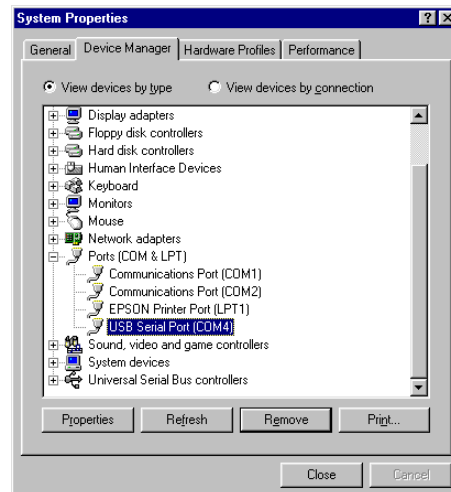 System Properties
General Device Manager Hardware Profiles Performance
View devices by type View devices by connection
Display adapters
Floppy disk controllers
Hard disk controllers
Human Interface Devices
Keyboard
Monitors
Mouse
Network adapters
Ports (COM & LPT)
Communications Port (COM1)
Communications Port (COM2)
EPSON Printer Port (LPT1)
USB Serial Port (COM4)
Sound, video and game controllers
System devices
Universal Serial Bus controllers
Properties Refresh Remove Print...
Close Cancel